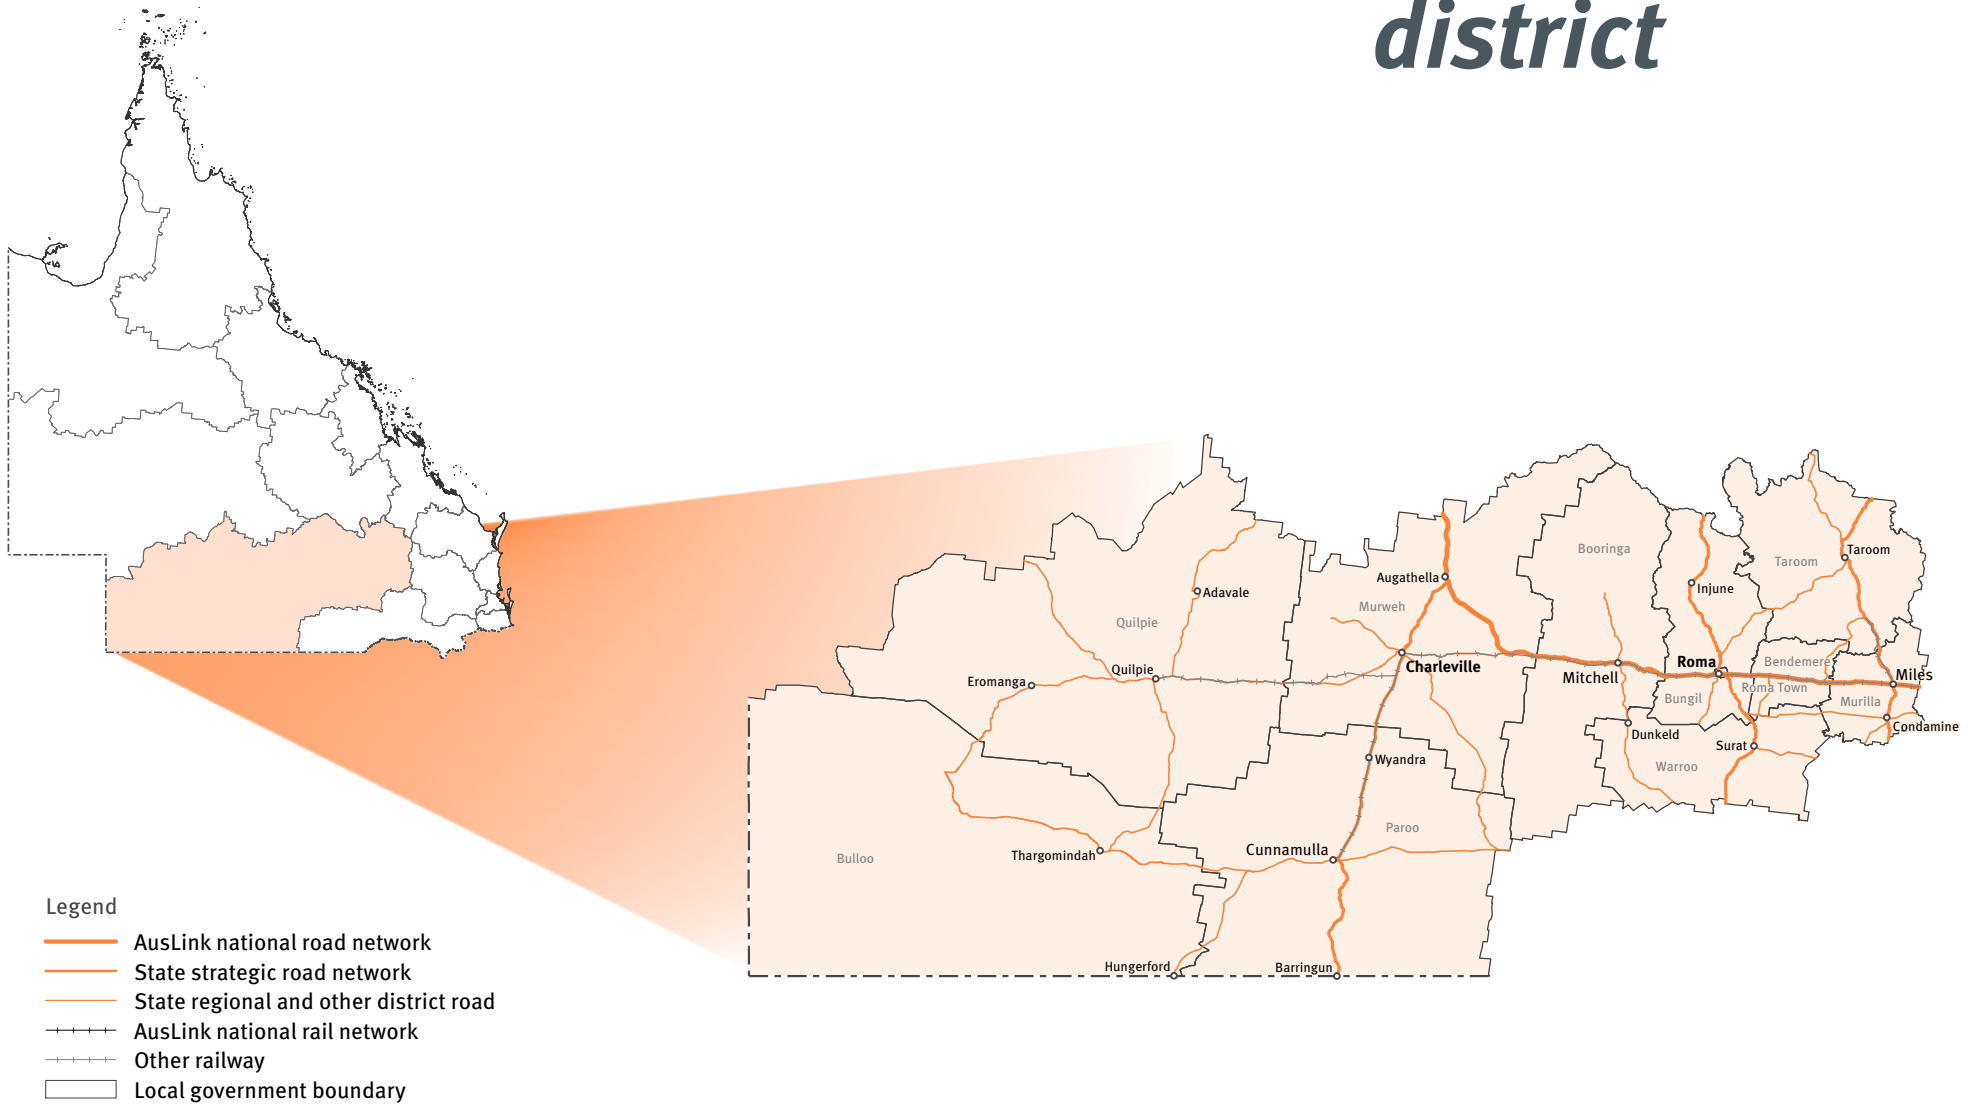 district
Augathella
Booringa
Taroom
Taroom
Injune
Adavale
Murweh
Quilpie
Roma
Bendemere
Charleville
Quilpie
Eromanga
Mitchell
Miles
Bungil
Roma Town
Murilla
Condamine
Dunkeld
Surat
Wyandra
Warroo
Paroo
Cunnamulla
Thargomindah
Bulloo
Hungerford
Barringun
Legend
AusLink national road network
State strategic road network
State regional and other district road
AusLink national rail network
Other railway
Local government boundary